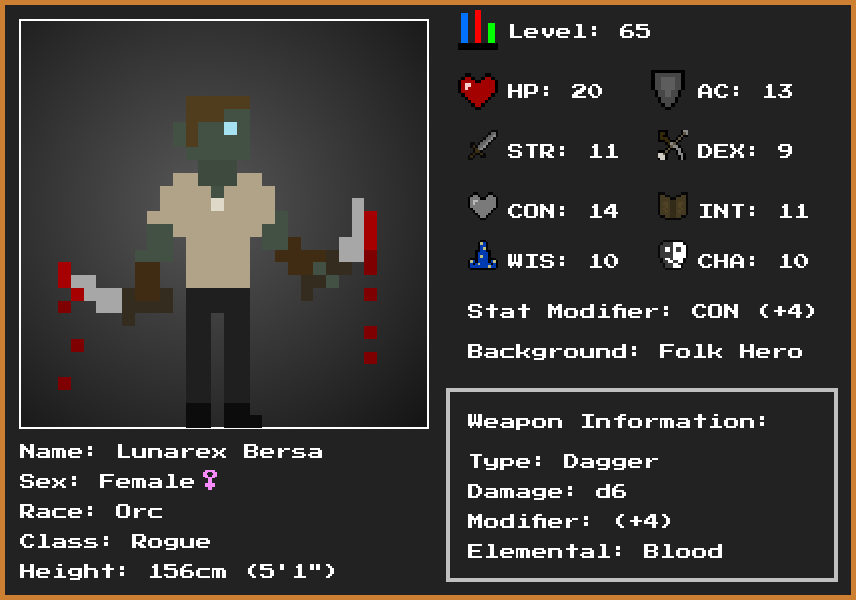 Level: 65
HP: 20
AC: 13
STR: 11
DEX: 9
CON: 14
INT: 11
WIS: 10
CHA: 10
Stat Modifier: CON (+4)
Background: Folk Hero
Weapon Information:
Type: Dagger
Damage: d6
Modifier: (+4)
Elemental: Blood
Name: Lunarex Bersa
Sex: Female♀
Race: Orc
Class: Rogue
Height: 156cm (5'1")